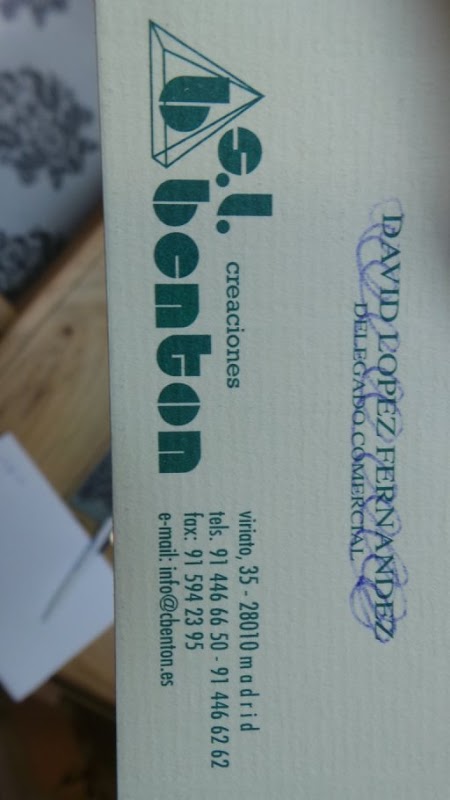 DAVID LOPEZ FERNANDEZ
DELEGADO.COMERCIAL
creaciones
s.l.
b
benton
viriato, 35 - 28010 madrid
tels. 91 446 66 50 - 91 446 62 62
fax: 91 594 23 95
e-mail: info@cbenton.es